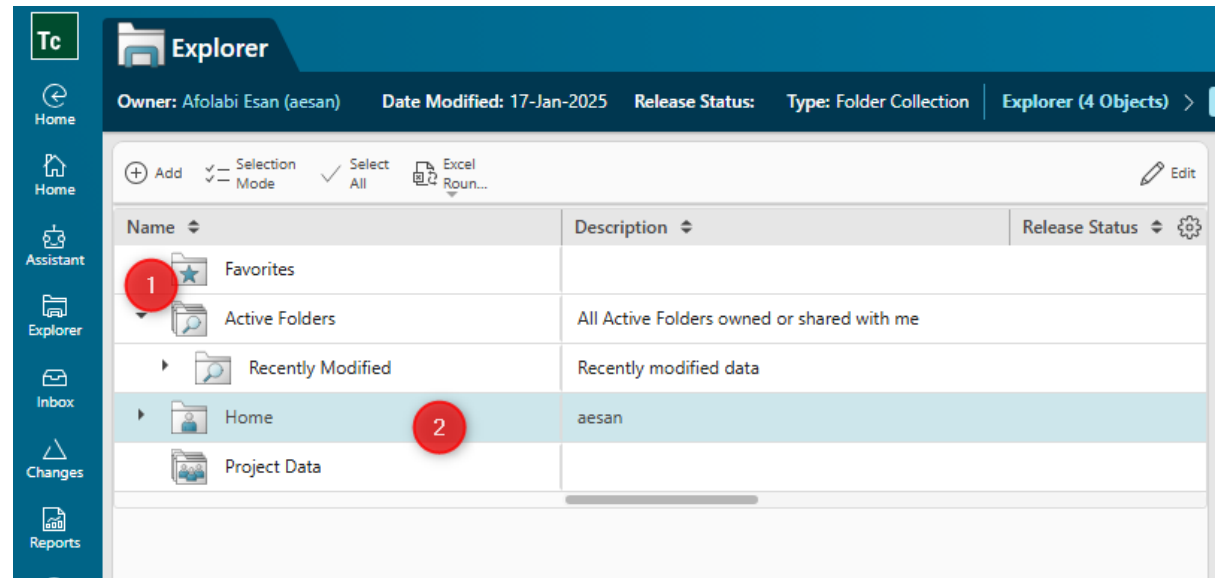 Tc
Explorer
Home
Owner: Afolabi Esan (aesan) Date Modified: 17-Jan-2025 Release Status: Type: Folder Collection Explorer (4 Objects) >
Home
Add Selection Mode Select All Excel Roun... Edit
Name Description Release Status
Assistant
Favorites
1
Explorer
Active Folders All Active Folders owned or shared with me
Recently Modified Recently modified data
Inbox
Home 2 aesan
Changes
Project Data
Reports